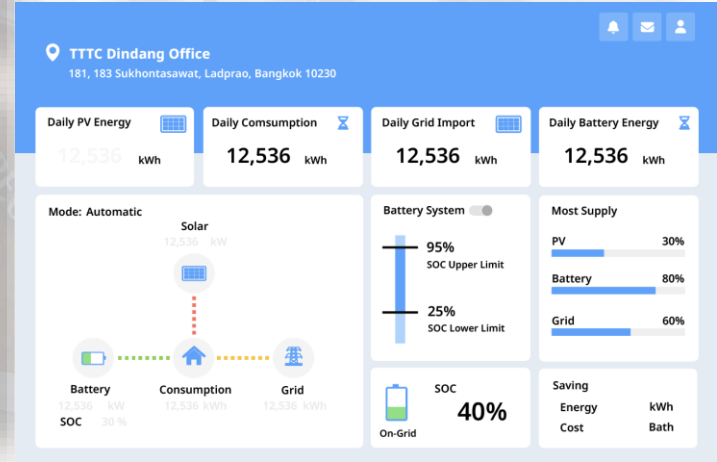 TTTC Dindang Office
181, 183 Sukhontasawat, Ladprao, Bangkok 10230
Daily PV Energy
12,536 kWh
Daily Comsumption
12,536 kWh
Daily Grid Import
12,536 kWh
Daily Battery Energy
12,536 kWh
Mode: Automatic
Solar
12,536 kW
Battery
12,536 kW
SOC 30 %
Consumption
12,536 kWh
Grid
12,536 kWh
Battery System
95%
SOC Upper Limit
25%
SOC Lower Limit
Most Supply
PV 30%
Battery 80%
Grid 60%
On-Grid
SOC
40%
Saving
Energy kWh
Cost Bath